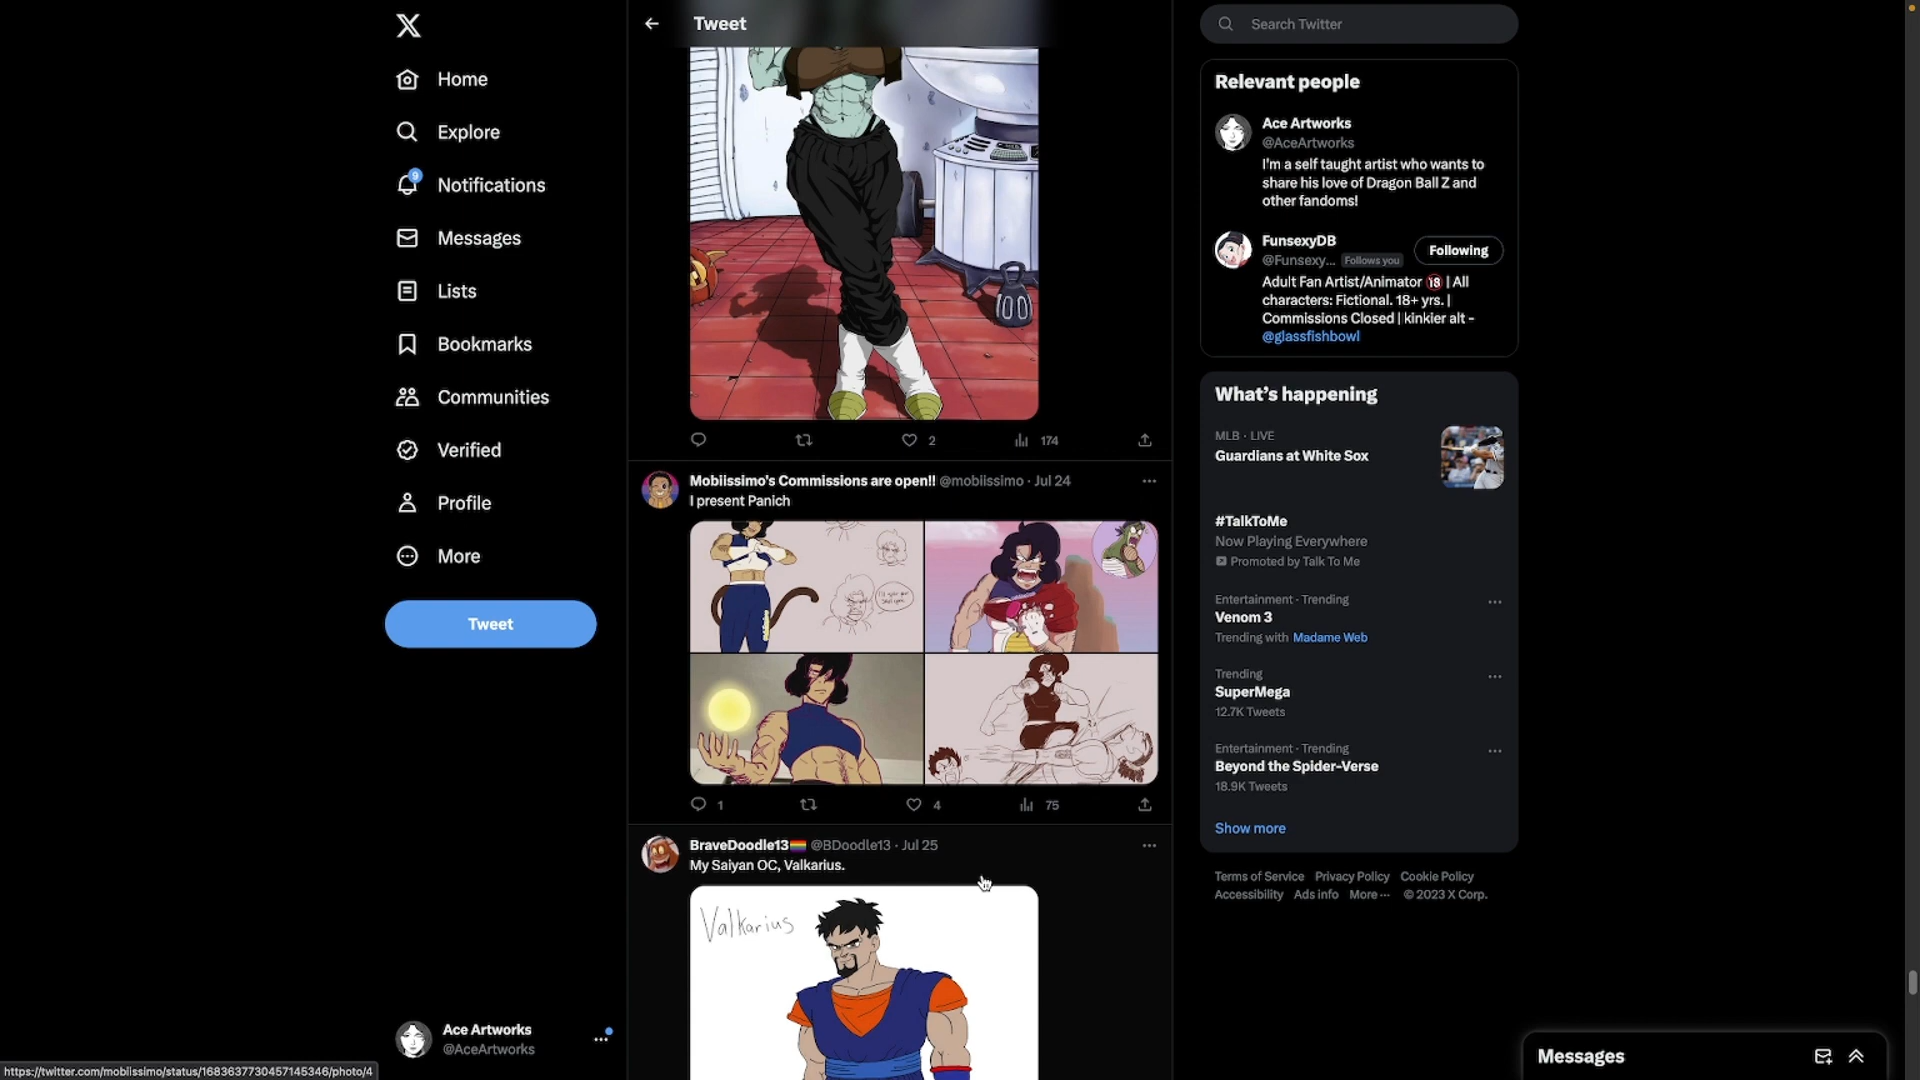 Home
Explore
9
Notifications
Messages
Lists
Bookmarks
Communities
Verified
Profile
More
Tweet
Ace Artworks
@AceArtworks
https://twitter.com/mobiissimo/status/1683637730457145346/photo/4
Tweet
2
174
Mobiissimo's Commissions are open!! @mobiissimo · Jul 24
I present Panich
1
4
75
BraveDoodle13 @BDoodle13 · Jul 25
My Saiyan OC, Valkarius.
Valkarius
Search Twitter
Relevant people
Ace Artworks
@AceArtworks
I'm a self taught artist who wants to
share his love of Dragon Ball Z and
other fandoms!
FunsexyDB
@Funsexy... Follows you
Following
Adult Fan Artist/Animator 🔞 | All
characters: Fictional. 18+ yrs. |
Commissions Closed | kinkier alt -
@glassfishbowl
What's happening
MLB · LIVE
Guardians at White Sox
#TalkToMe
Now Playing Everywhere
Promoted by Talk To Me
Entertainment · Trending
Venom 3
Trending with Madame Web
Trending
SuperMega
12.7K Tweets
Entertainment · Trending
Beyond the Spider-Verse
18.9K Tweets
Show more
Terms of Service Privacy Policy Cookie Policy
Accessibility Ads info More ··· © 2023 X Corp.
Messages